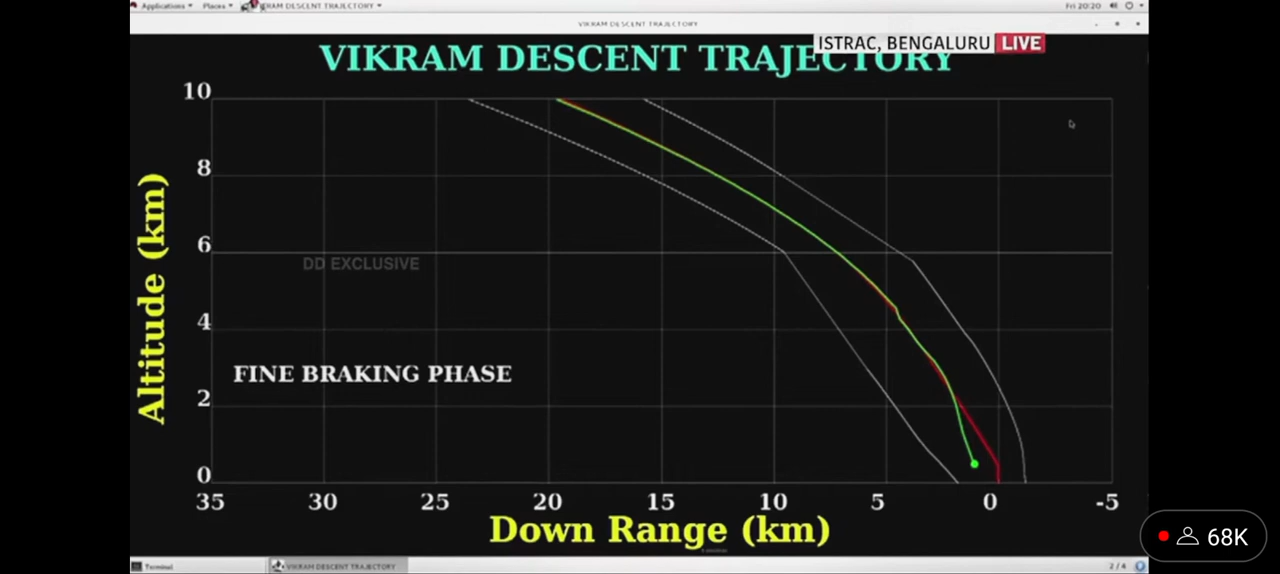 Applications Places VIKRAM DESCENT TRAJECTORY Fri 20:20
VIKRAM DESCENT TRAJECTORY
ISTRAC, BENGALURU LIVE
VIKRAM DESCENT TRAJECTORY
10
8
6
DD EXCLUSIVE
4
FINE BRAKING PHASE
2
0
Altitude (km)
35 30 25 20 15 10 5 0 -5
Down Range (km)
68K
Terminal VIKRAM DESCENT TRAJECTORY 2 / 4